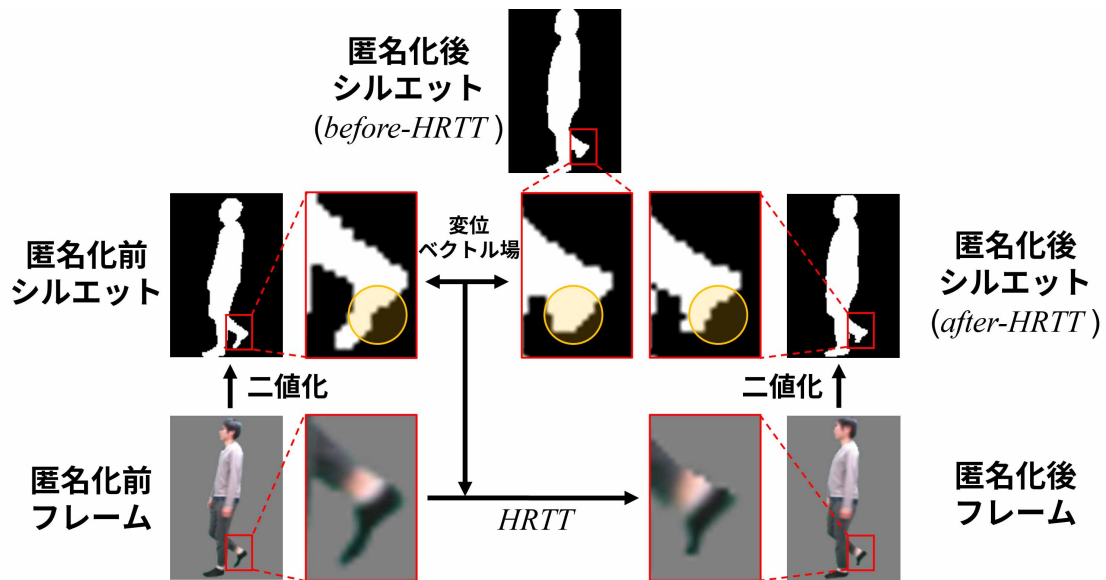 匿名化後
シルエット
(before-HRTT)
匿名化前
シルエット
変位
ベクトル場
匿名化後
シルエット
(after-HRTT)
二値化
二値化
匿名化前
フレーム
HRTT
匿名化後
フレーム